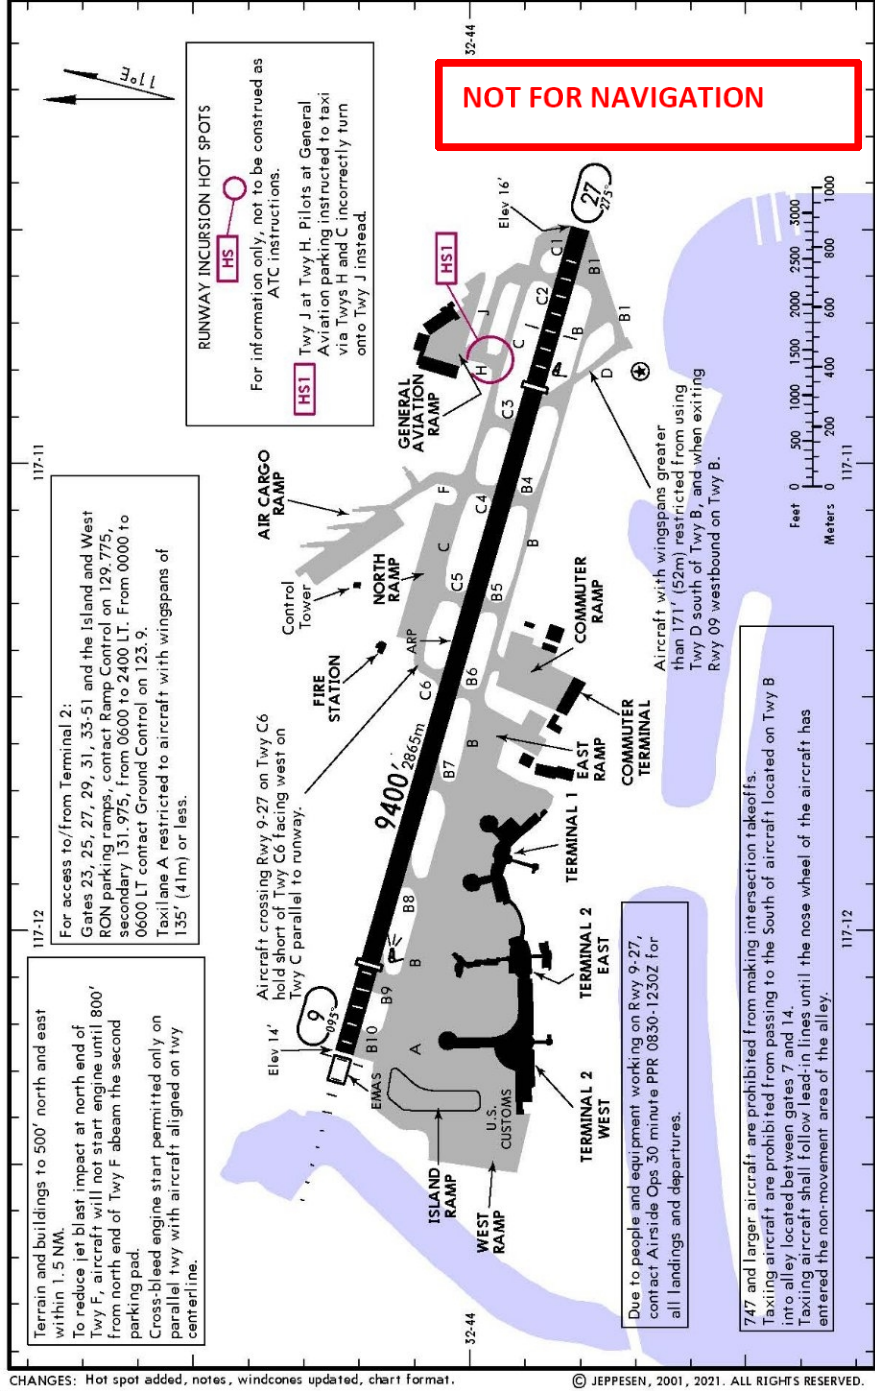 NOT FOR NAVIGATION
Terrain and buildings to 500' north and east
within 1.5 NM.
To reduce jet blast impact at north end of
Twy F, aircraft will not start engine until 800'
from north end of Twy F abeam the second
parking pad.
Cross-bleed engine start permitted only on
parallel twy with aircraft aligned on twy
centerline.
For access to/from Terminal 2:
Gates 23, 25, 27, 29, 31, 33-51 and the Island and West
RON parking ramps, contact Ramp Control on 129.775,
secondary 131.975, from 0600 to 2400 LT. From 0000 to
0600 LT contact Ground Control on 123.9.
Taxilane A restricted to aircraft with wingspans of
135' (41m) or less.
RUNWAY INCURSION HOT SPOTS
HS
For information only, not to be construed as
ATC instructions.
HS1
Twy J at Twy H. Pilots at General
Aviation parking instructed to taxi
via Twys H and C incorrectly turn
onto Twy J instead.
11°E
117-12
117-11
32-44
32-44
117-12
117-11
Aircraft crossing Rwy 9-27 on Twy C6
hold short of Twy C6 facing west on
Twy C parallel to runway.
Control
Tower
FIRE
STATION
AIR CARGO
RAMP
NORTH
RAMP
GENERAL
AVIATION
RAMP
HS1
ARP
Elev 14'
9
095°
Elev 16'
27
275°
9400'
2865m
EMAS
F
H
J
C
C
C1
C2
C3
C4
C5
C6
B10
B9
B8
B7
B6
B5
B4
B1
B1
B
B
B
B
D
A
ISLAND
RAMP
U.S.
CUSTOMS
WEST
RAMP
TERMINAL 2
WEST
TERMINAL 2
EAST
TERMINAL 1
EAST
RAMP
COMMUTER
TERMINAL
COMMUTER
RAMP
Aircraft with wingspans greater
than 171' (52m) restricted from using
Twy D south of Twy B, and when exiting
Rwy 09 westbound on Twy B.
Due to people and equipment working on Rwy 9-27,
contact Airside Ops 30 minute PPR 0830-1230Z for
all landings and departures.
747 and larger aircraft are prohibited from making intersection takeoffs.
Taxiing aircraft are prohibited from passing to the South of aircraft located on Twy B
into alley located between gates 7 and 14.
Taxiing aircraft shall follow lead-in lines until the nose wheel of the aircraft has
entered the non-movement area of the alley.
Feet 0 500 1000 1500 2000 2500 3000
Meters 0 200 400 600 800 1000
CHANGES: Hot spot added, notes, windcones updated, chart format.
© JEPPESEN, 2001, 2021. ALL RIGHTS RESERVED.